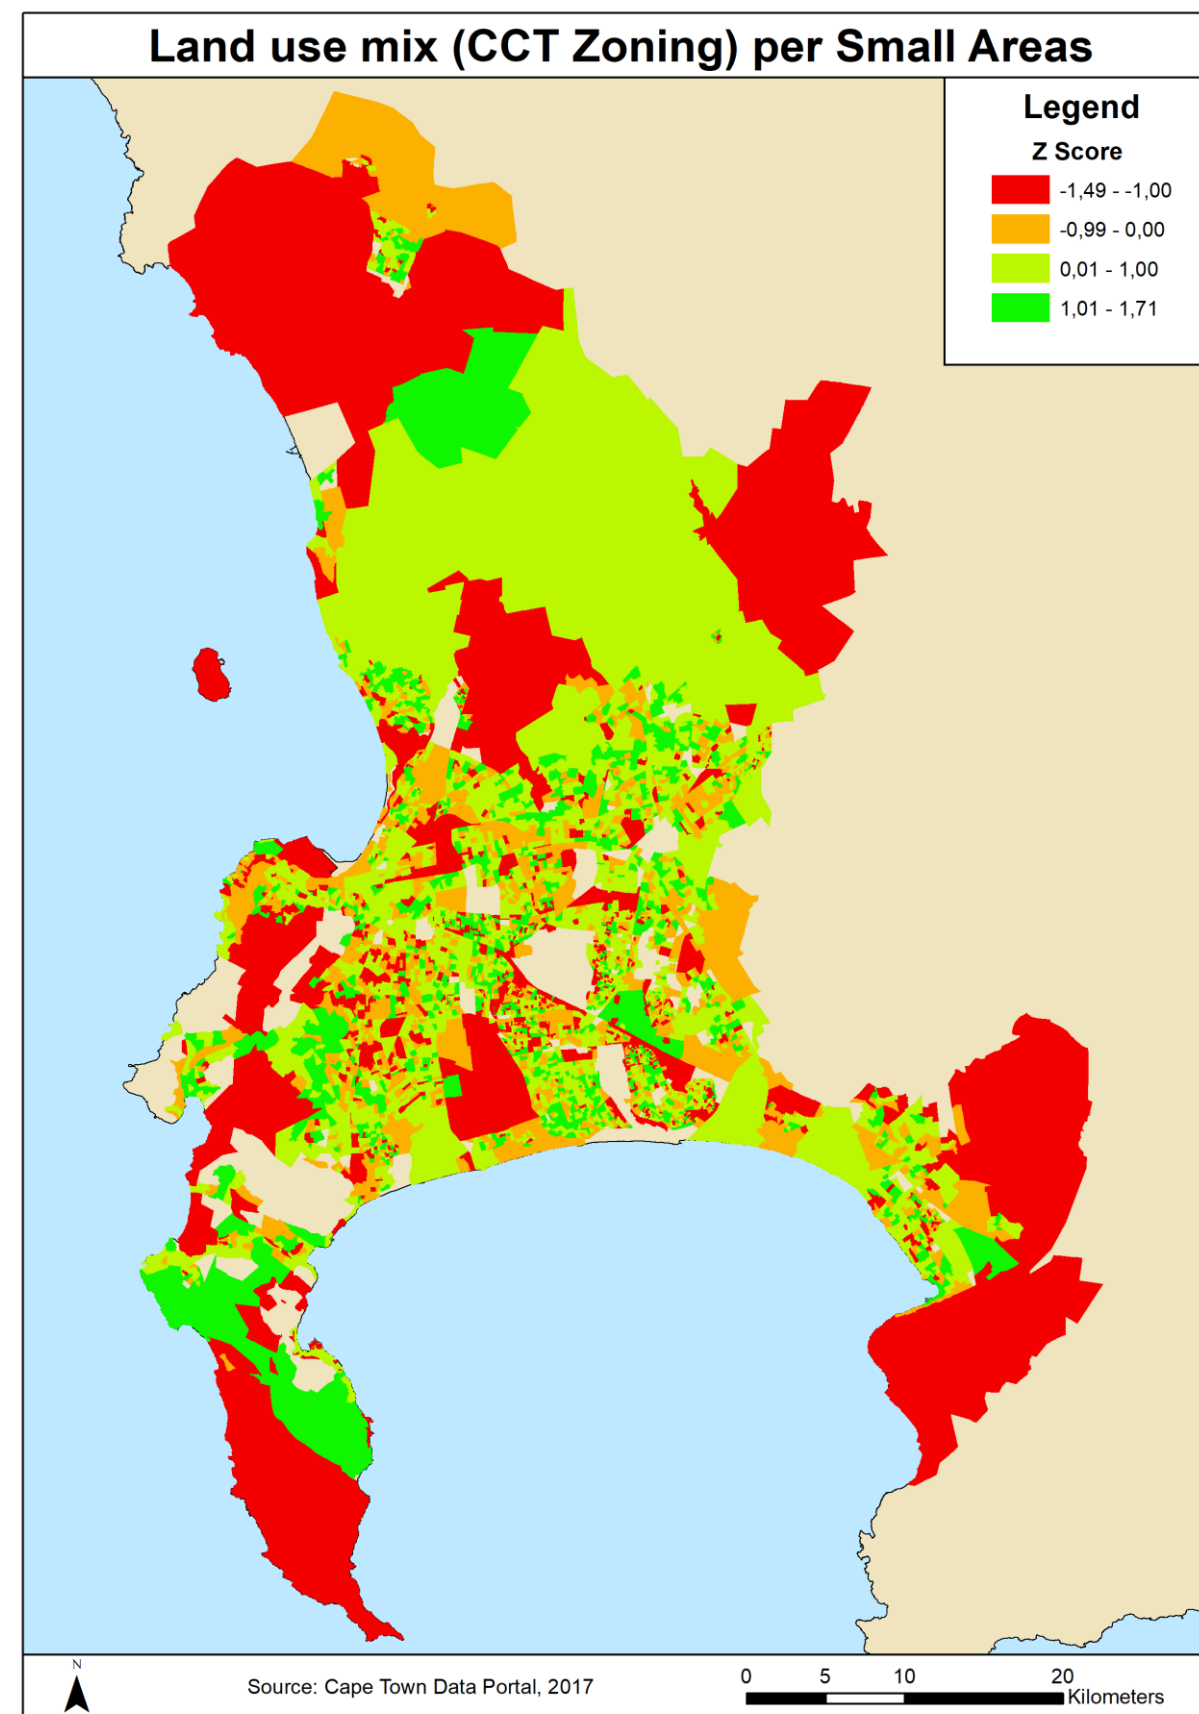 Land use mix (CCT Zoning) per Small Areas
Legend
Z Score
-1,49 - -1,00
-0,99 - 0,00
0,01 - 1,00
1,01 - 1,71
N
Source: Cape Town Data Portal, 2017
0 5 10 20
Kilometers